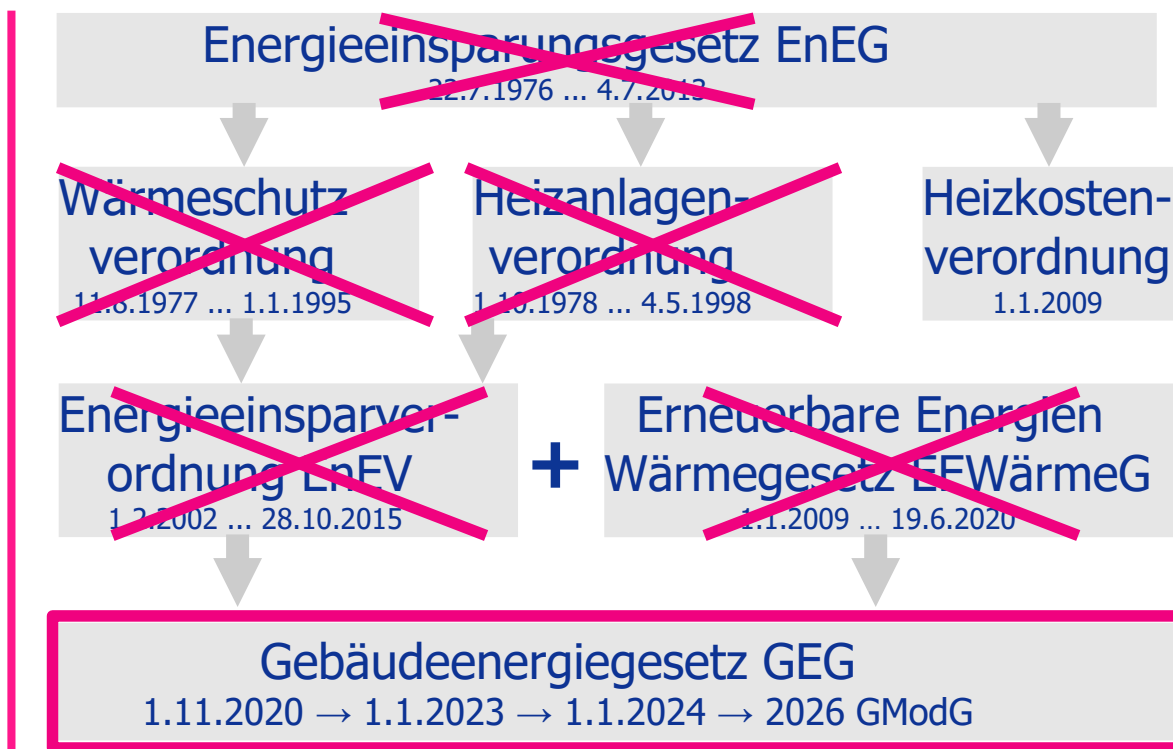 Energieeinsparungsgesetz EnEG
22.7.1976 ... 4.7.2013
Wärmeschutz-
verordnung
11.8.1977 ... 1.1.1995
Heizanlagen-
verordnung
1.10.1978 ... 4.5.1998
Heizkosten-
verordnung
1.1.2009
Energieeinsparver-
ordnung EnEV
1.2.2002 ... 28.10.2015
+
Erneuerbare Energien
Wärmegesetz EEWärmeG
1.1.2009 ... 19.6.2020
Gebäudeenergiegesetz GEG
1.11.2020 → 1.1.2023 → 1.1.2024 → 2026 GModG